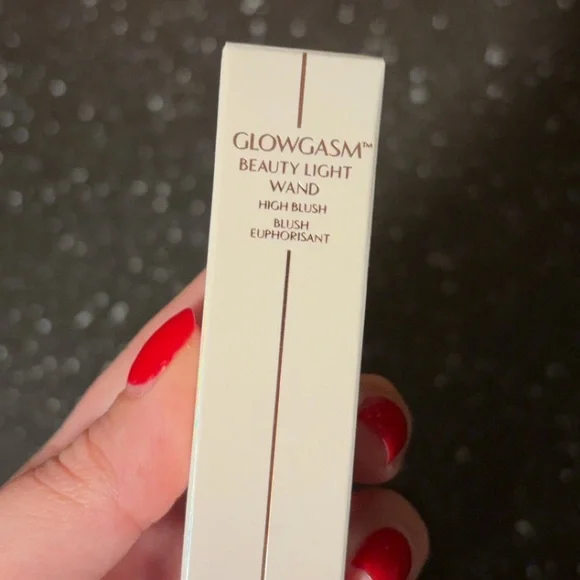 GLOWGASM™
BEAUTY LIGHT
WAND
HIGH BLUSH
BLUSH
EUPHORISANT